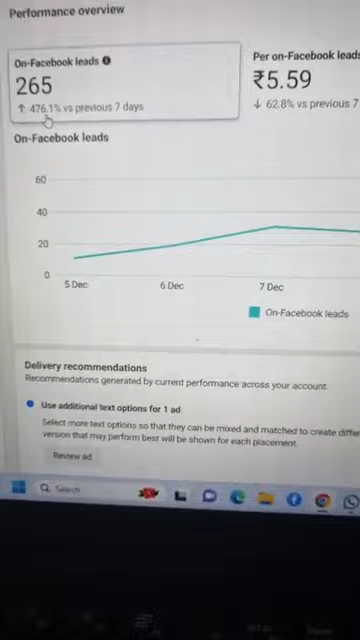 Performance overview
On-Facebook leads
265
↑ 476.1% vs previous 7 days
Per on-Facebook leads
₹5.59
↓ 62.8% vs previous 7
On-Facebook leads
60
40
20
0
5 Dec
6 Dec
7 Dec
On-Facebook leads
Delivery recommendations
Recommendations generated by current performance across your account.
Use additional text options for 1 ad
Select more text options so that they can be mixed and matched to create differ
version that may perform best will be shown for each placement.
Review ad
Search